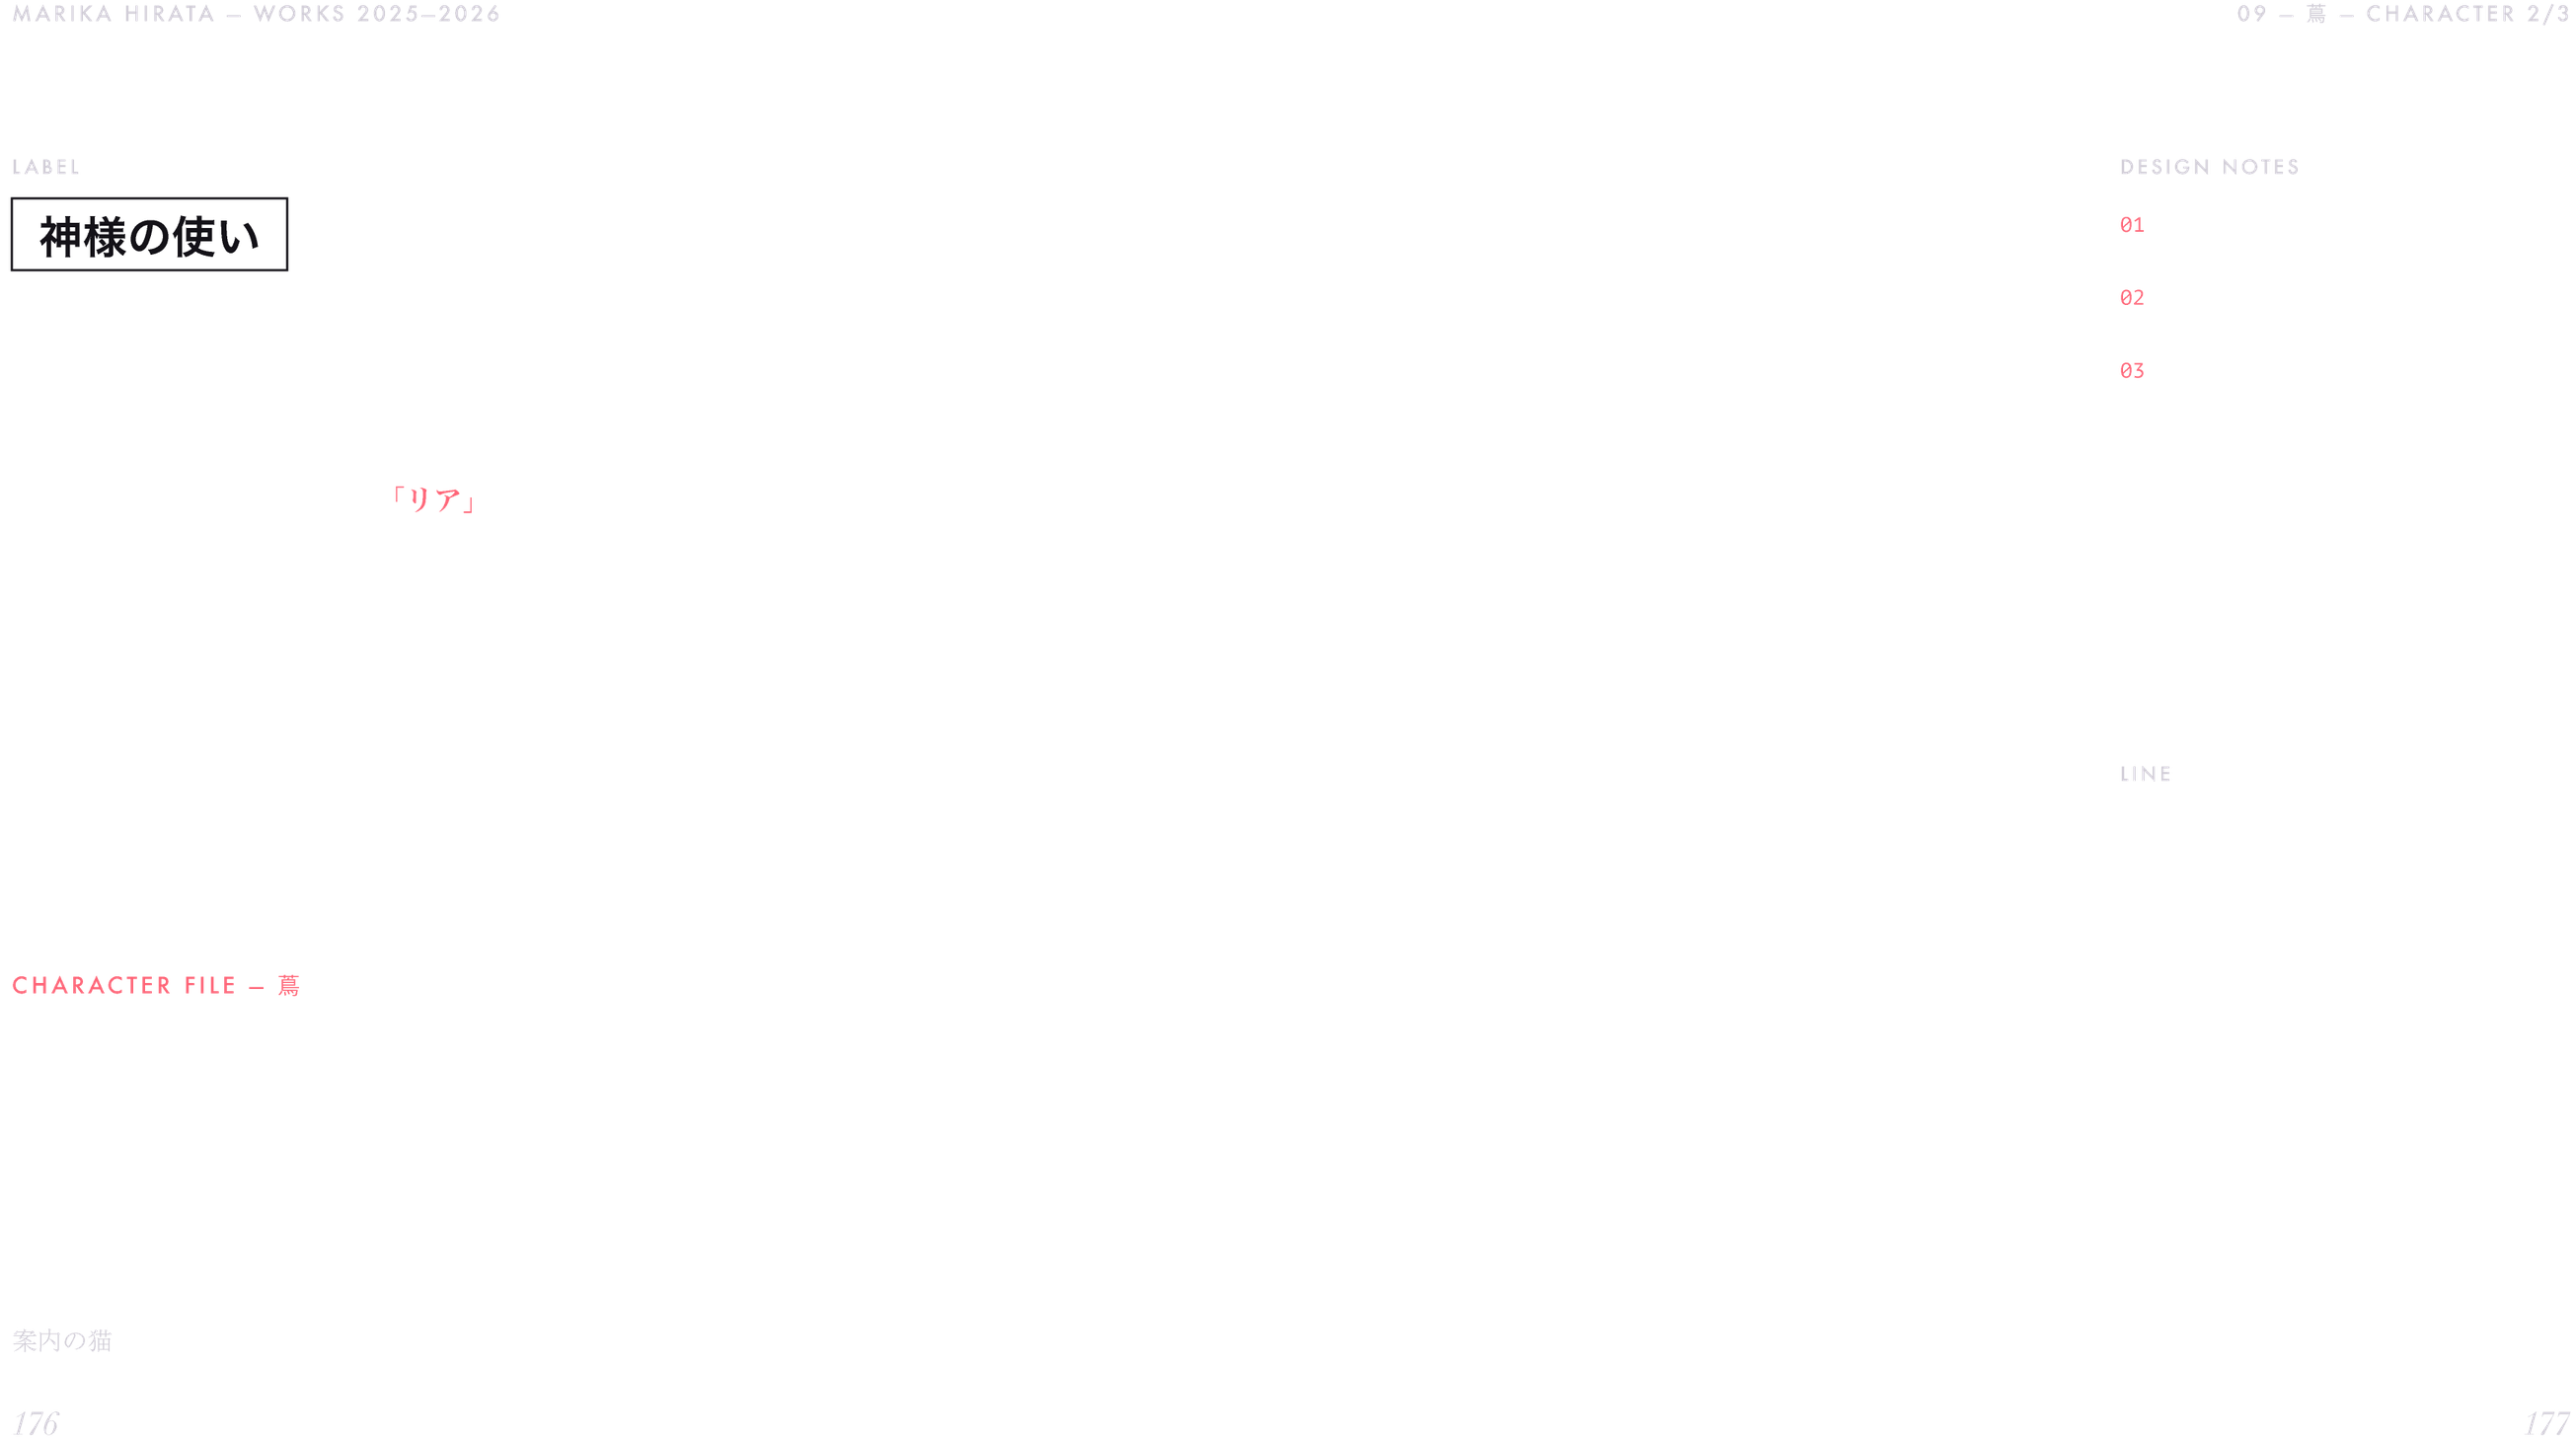 MARIKA HIRATA — WORKS 2025—2026
09 — 蔦 — CHARACTER 2/3
LABEL
神様の使い
「リア」
CHARACTER FILE — 蔦
案内の猫
176
DESIGN NOTES
01
02
03
LINE
177